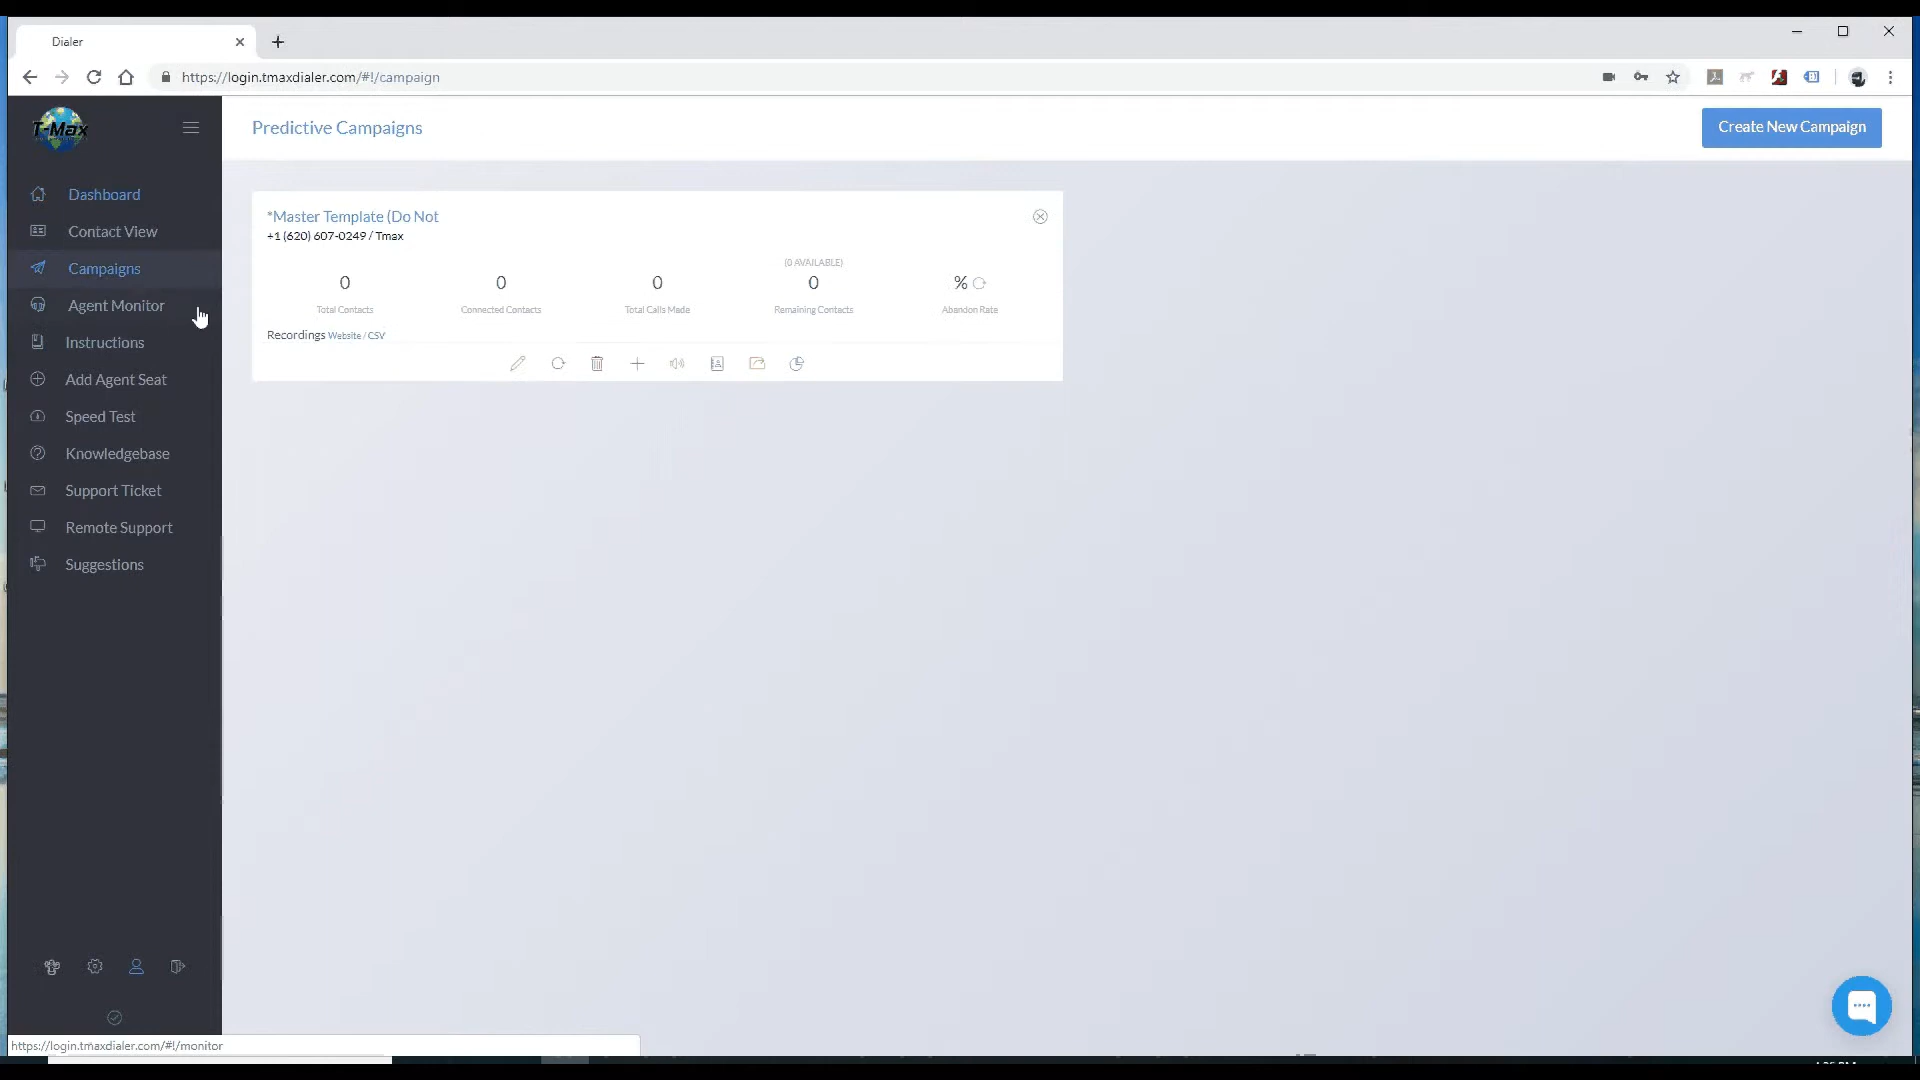 Dialer
https://login.tmaxdialer.com/#!/campaign
T-Max
Predictive Campaigns
Create New Campaign
Dashboard
Contact View
Campaigns
Agent Monitor
Instructions
Add Agent Seat
Speed Test
Knowledgebase
Support Ticket
Remote Support
Suggestions
*Master Template (Do Not
+1 (620) 607-0249 / Tmax
(0 AVAILABLE)
0 0 0 0 %
Total Contacts Connected Contacts Total Calls Made Remaining Contacts Abandon Rate
Recordings Website / CSV
https://login.tmaxdialer.com/#!/monitor